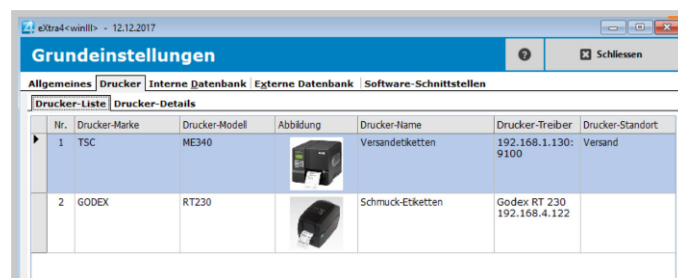 eXtra4<winIII> - 12.12.2017
Grundeinstellungen
Schliessen
Allgemeines Drucker Interne Datenbank Externe Datenbank Software-Schnittstellen
Drucker-Liste Drucker-Details
Nr. Drucker-Marke Drucker-Modell Abbildung Drucker-Name Drucker-Treiber Drucker-Standort
1 TSC ME340 Versandetiketten 192.168.1.130: Versand
9100
2 GODEX RT230 Schmuck-Etiketten Godex RT 230
192.168.4.122